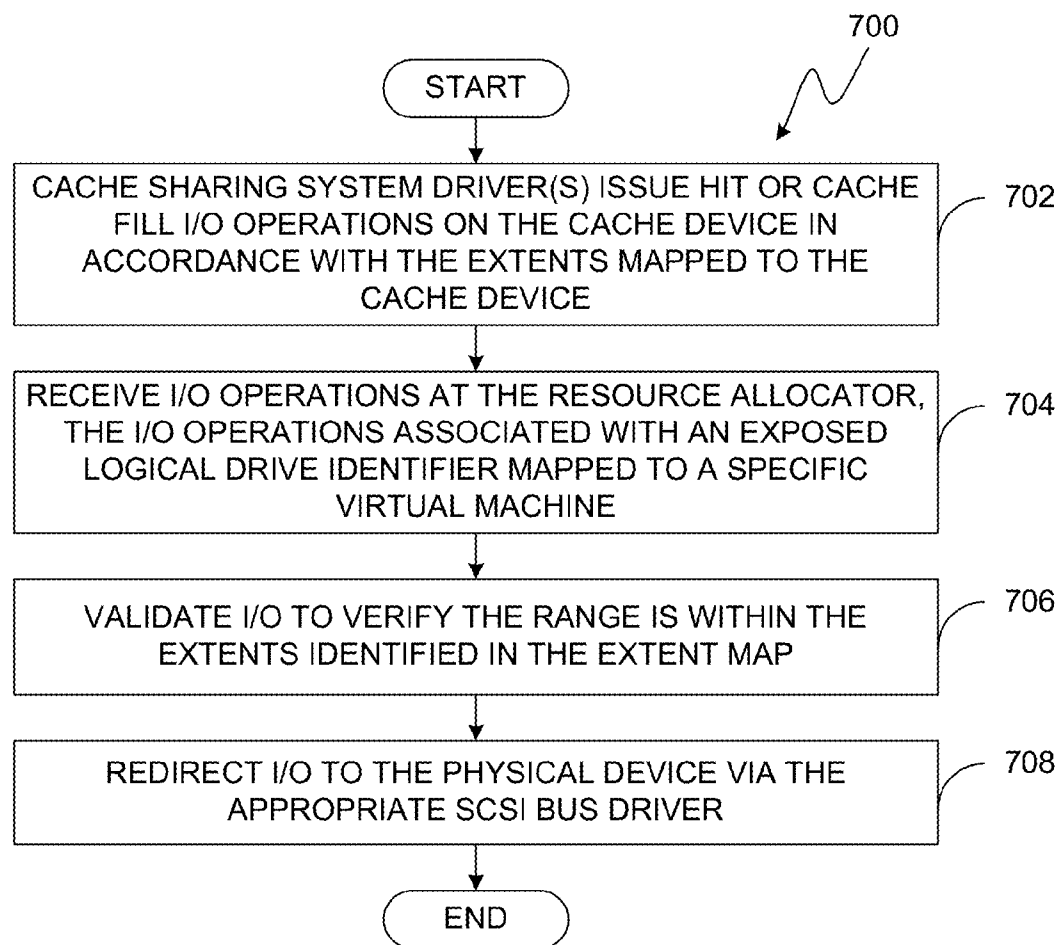 700
START
CACHE SHARING SYSTEM DRIVER(S) ISSUE HIT OR CACHE
FILL I/O OPERATIONS ON THE CACHE DEVICE IN
ACCORDANCE WITH THE EXTENTS MAPPED TO THE
CACHE DEVICE
702
RECEIVE I/O OPERATIONS AT THE RESOURCE ALLOCATOR,
THE I/O OPERATIONS ASSOCIATED WITH AN EXPOSED
LOGICAL DRIVE IDENTIFIER MAPPED TO A SPECIFIC
VIRTUAL MACHINE
704
VALIDATE I/O TO VERIFY THE RANGE IS WITHIN THE
EXTENTS IDENTIFIED IN THE EXTENT MAP
706
REDIRECT I/O TO THE PHYSICAL DEVICE VIA THE
APPROPRIATE SCSI BUS DRIVER
708
END